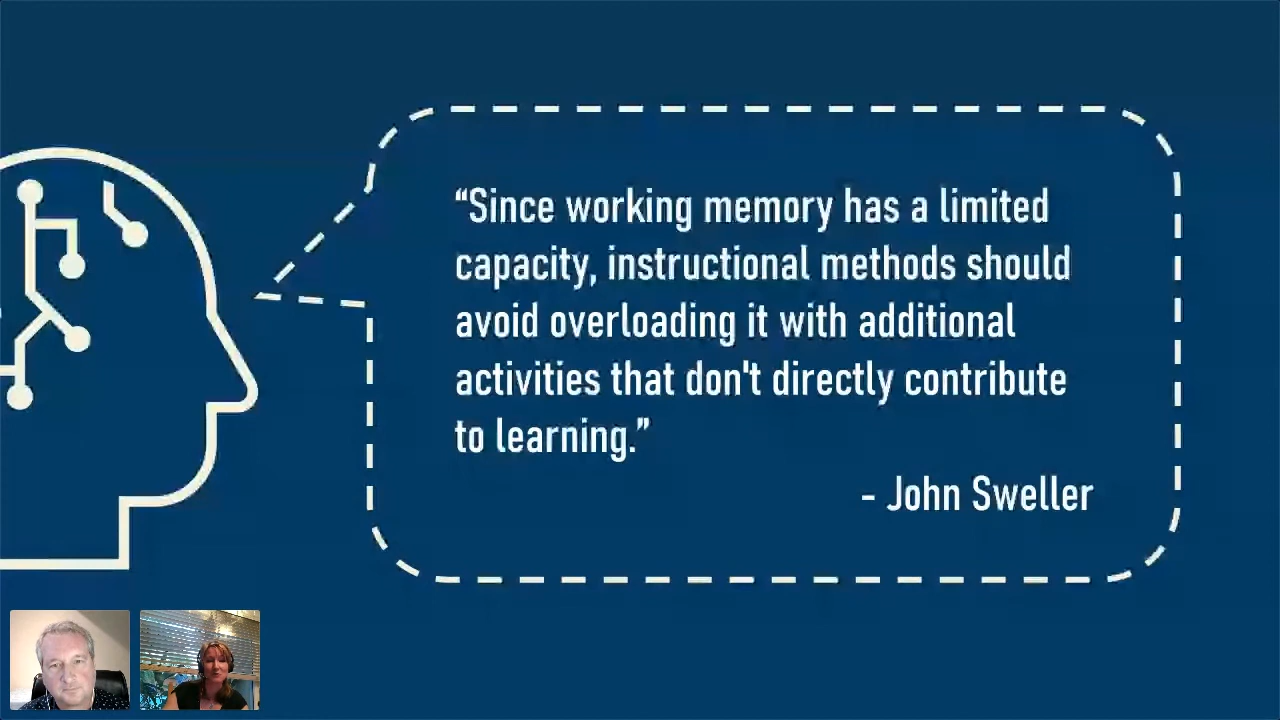 “Since working memory has a limited
capacity, instructional methods should
avoid overloading it with additional
activities that don't directly contribute
to learning.”
- John Sweller